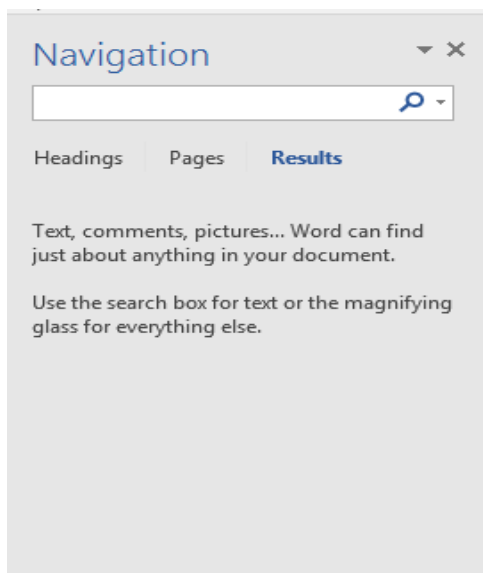 Navigation
Headings Pages Results
Text, comments, pictures... Word can find
just about anything in your document.
Use the search box for text or the magnifying
glass for everything else.